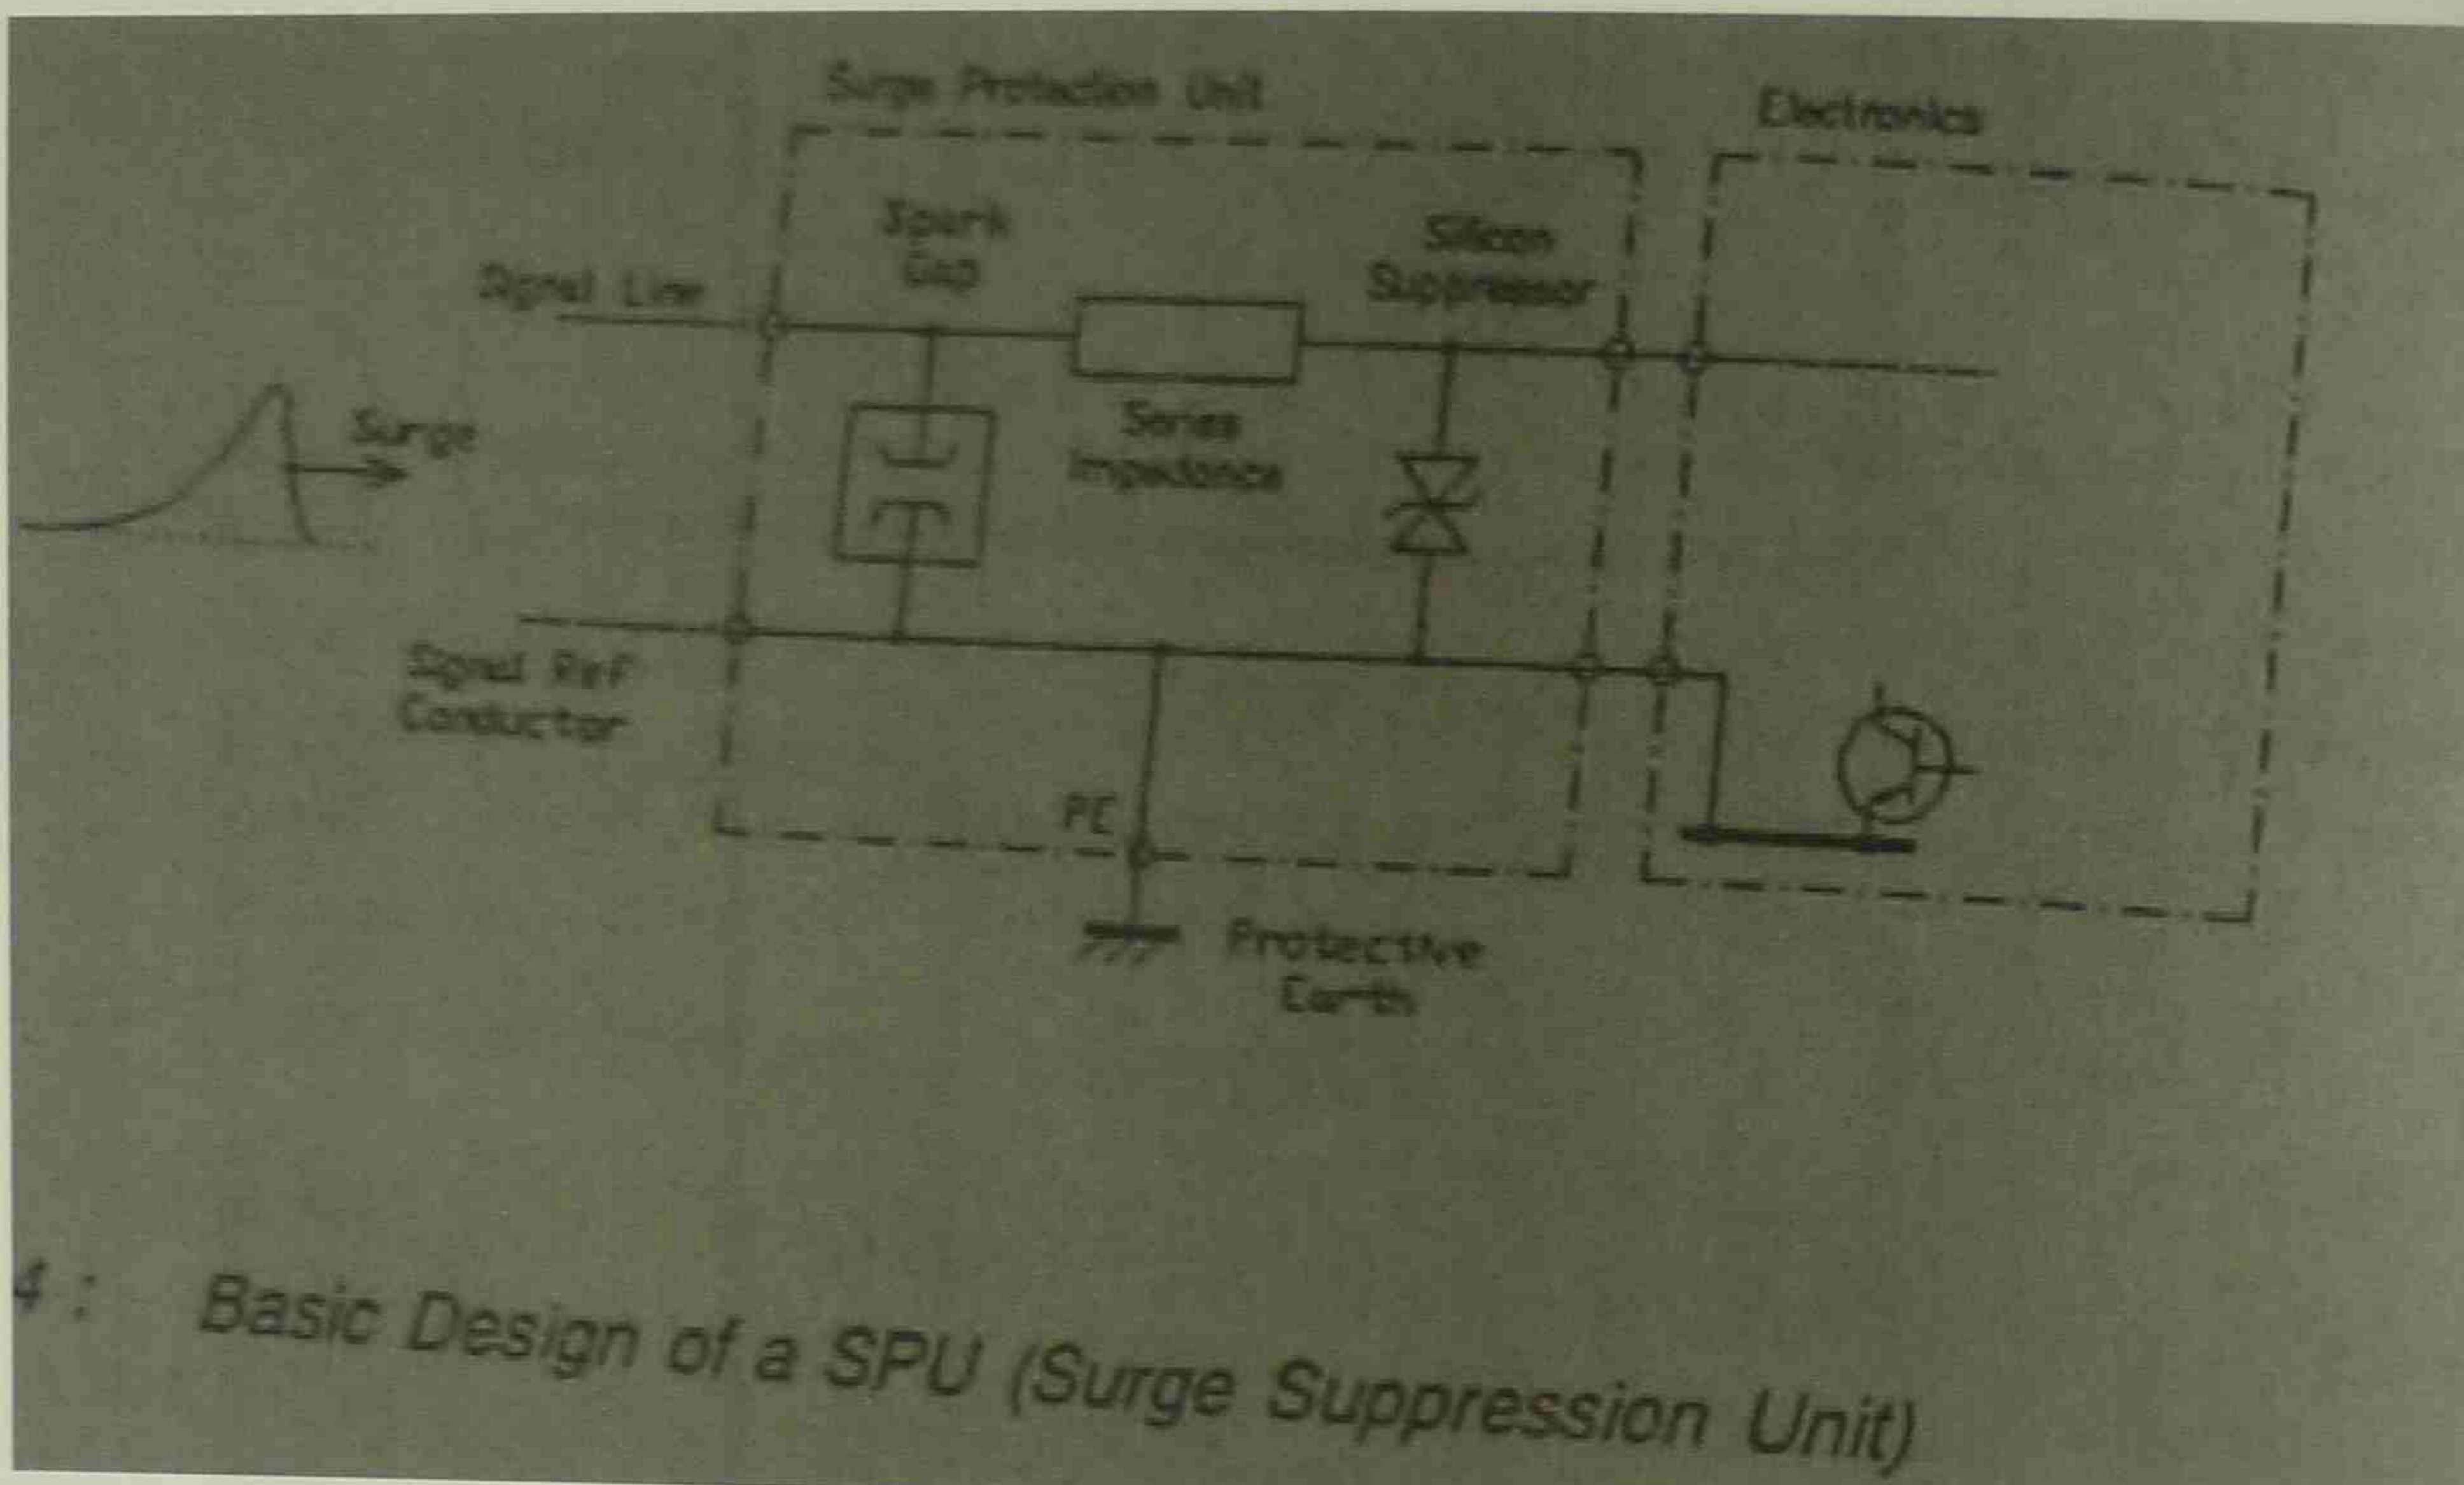 Surge Protection Unit
Electronics
Spark
Gap
Silicon
Suppressor
Signal Line
Surge
Series
Impedance
Signal Ref
Conductor
PE
Protective
Earth
4 : Basic Design of a SPU (Surge Suppression Unit)